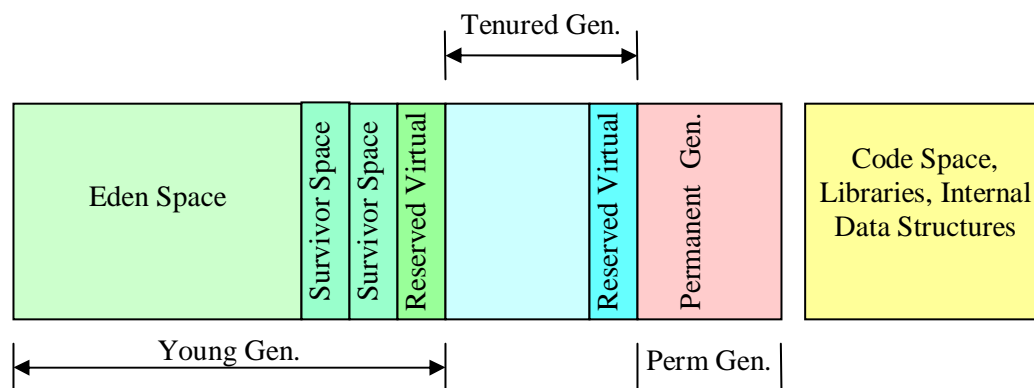 Tenured Gen.
Eden Space
Survivor Space
Survivor Space
Reserved Virtual
Reserved Virtual
Permanent Gen.
Code Space,
Libraries, Internal
Data Structures
Young Gen.
Perm Gen.